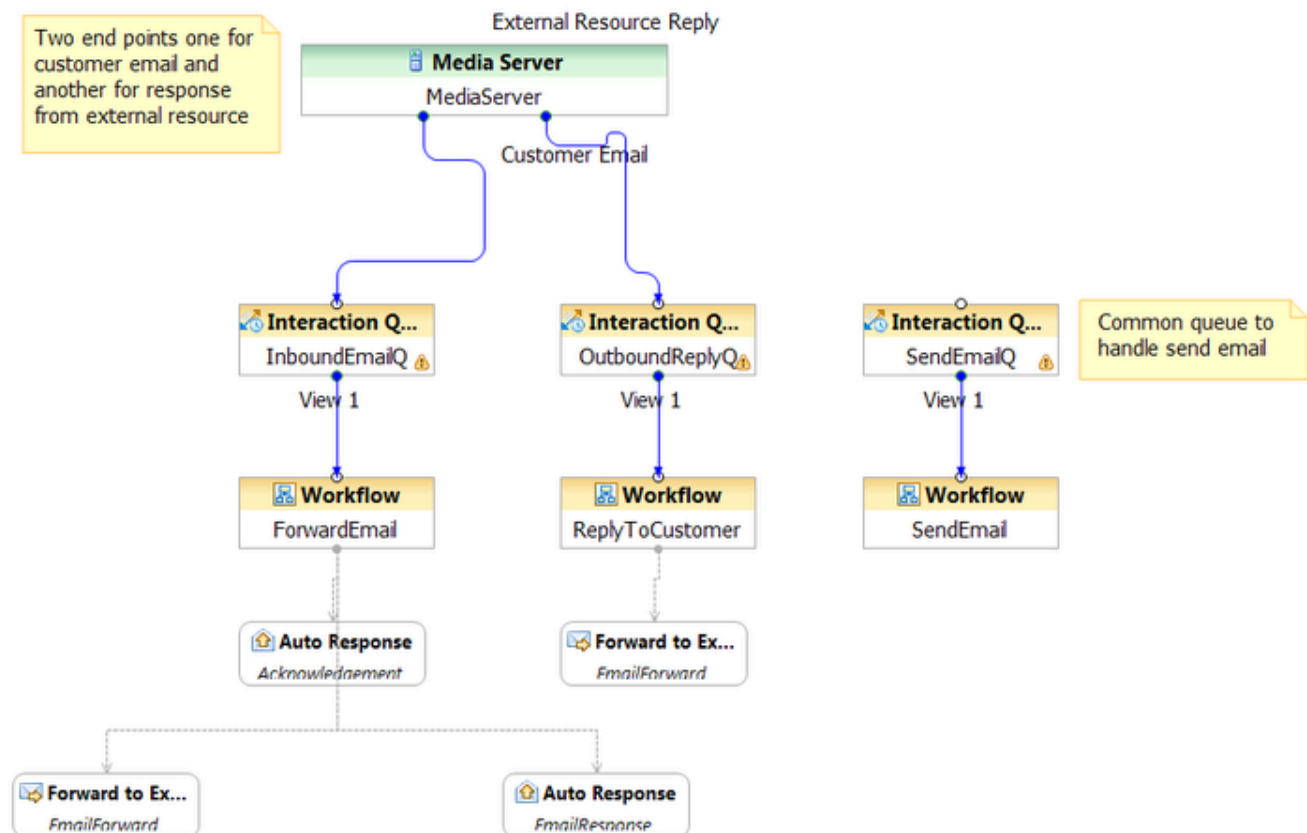 External Resource Reply
Two end points one for
customer email and
another for response
from external resource
Media Server
MediaServer
Customer Email
Interaction Q...
InboundEmailQ
Interaction Q...
OutboundReplyQ
Interaction Q...
SendEmailQ
Common queue to
handle send email
View 1
View 1
View 1
Workflow
ForwardEmail
Workflow
ReplyToCustomer
Workflow
SendEmail
Auto Response
Acknowledgement
Forward to Ex...
EmailForward
Forward to Ex...
EmailForward
Auto Response
EmailResponse